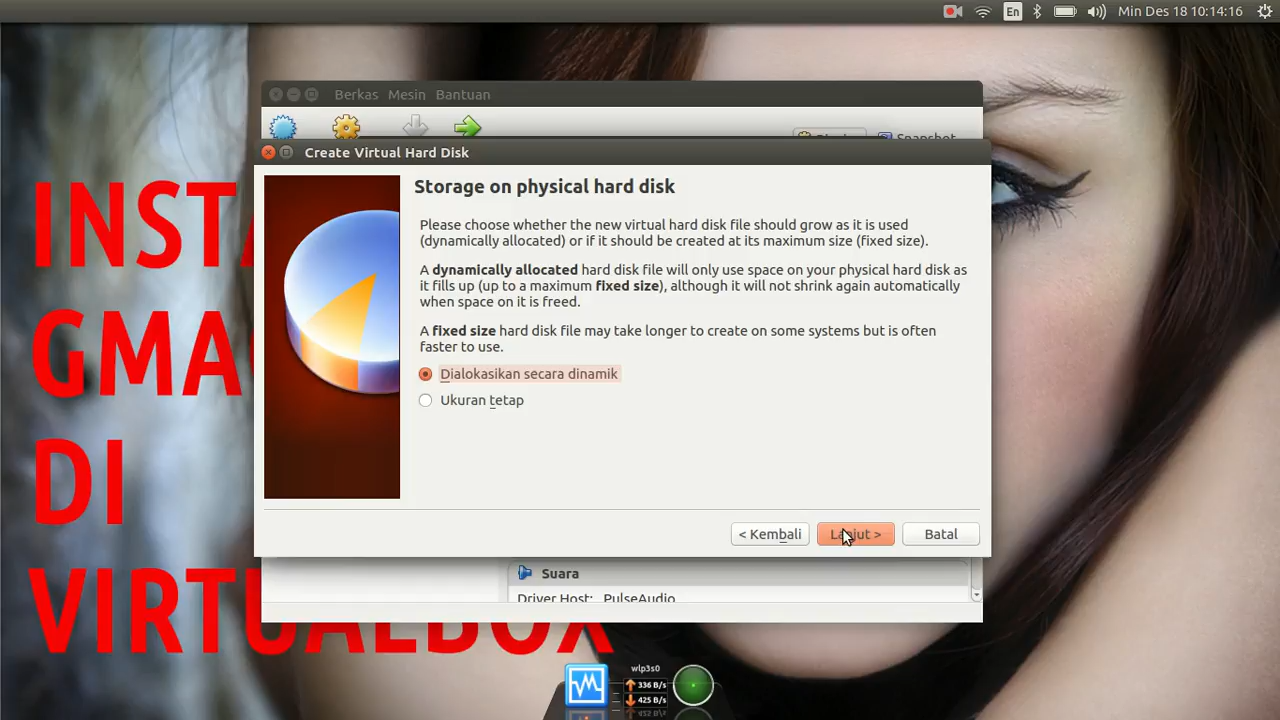 En
Min Des 18 10:14:16
Berkas Mesin Bantuan
Snapshot
Create Virtual Hard Disk
Storage on physical hard disk
Please choose whether the new virtual hard disk file should grow as it is used
(dynamically allocated) or if it should be created at its maximum size (fixed size).
A dynamically allocated hard disk file will only use space on your physical hard disk as
it fills up (up to a maximum fixed size), although it will not shrink again automatically
when space on it is freed.
A fixed size hard disk file may take longer to create on some systems but is often
faster to use.
Dialokasikan secara dinamik
Ukuran tetap
< Kembali
Lanjut >
Batal
Suara
Driver Host: PulseAudio
INSTA
GMA
DI
VIRTUALBOX
wlp3s0
336 B/s
425 B/s